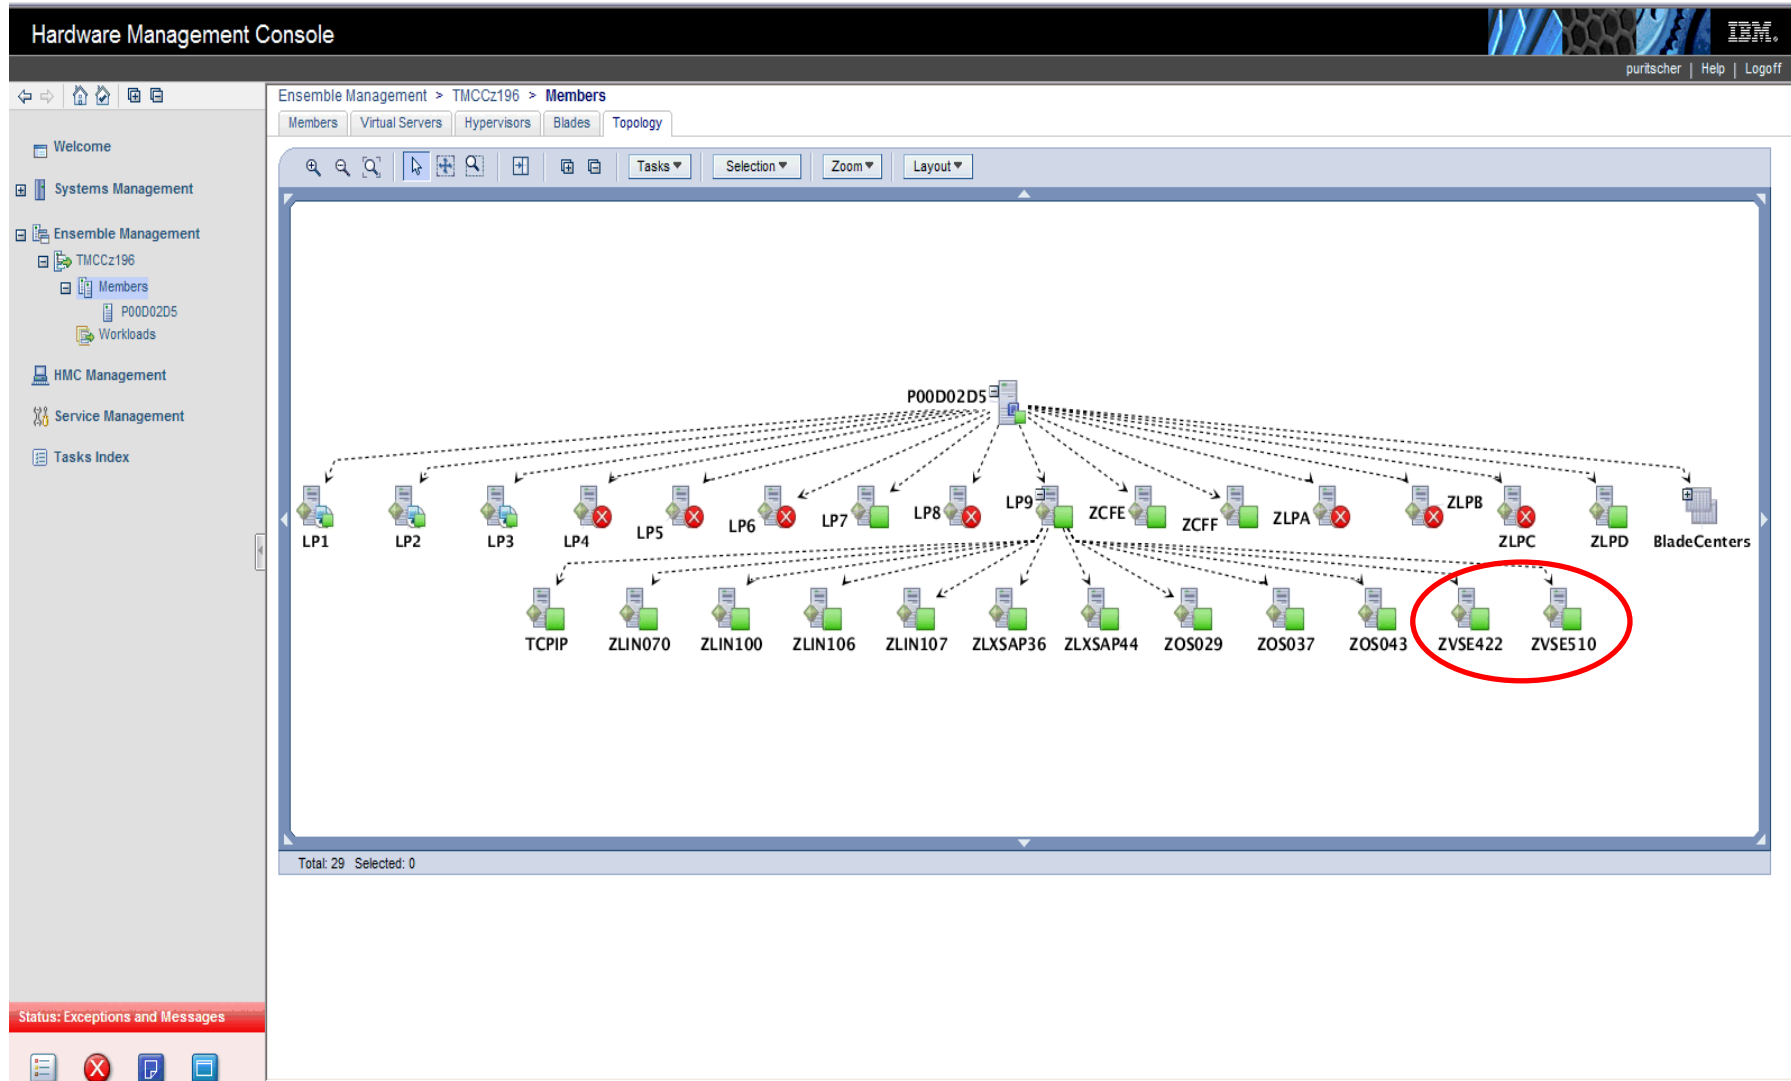 Hardware Management Console
IBM.
puritscher | Help | Logoff
Ensemble Management > TMCCz196 > Members
Members Virtual Servers Hypervisors Blades Topology
Welcome
Systems Management
Ensemble Management
TMCCz196
Members
P00D02D5
Workloads
HMC Management
Service Management
Tasks Index
Tasks Selection Zoom Layout
P00D02D5
LP1 LP2 LP3 LP4 LP5 LP6 LP7 LP8 LP9 ZCFE ZCFF ZLPA ZLPB ZLPC ZLPD BladeCenters
TCPIP ZLIN070 ZLIN100 ZLIN106 ZLIN107 ZLXSAP36 ZLXSAP44 ZOS029 ZOS037 ZOS043 ZVSE422 ZVSE510
Total: 29 Selected: 0
Status: Exceptions and Messages